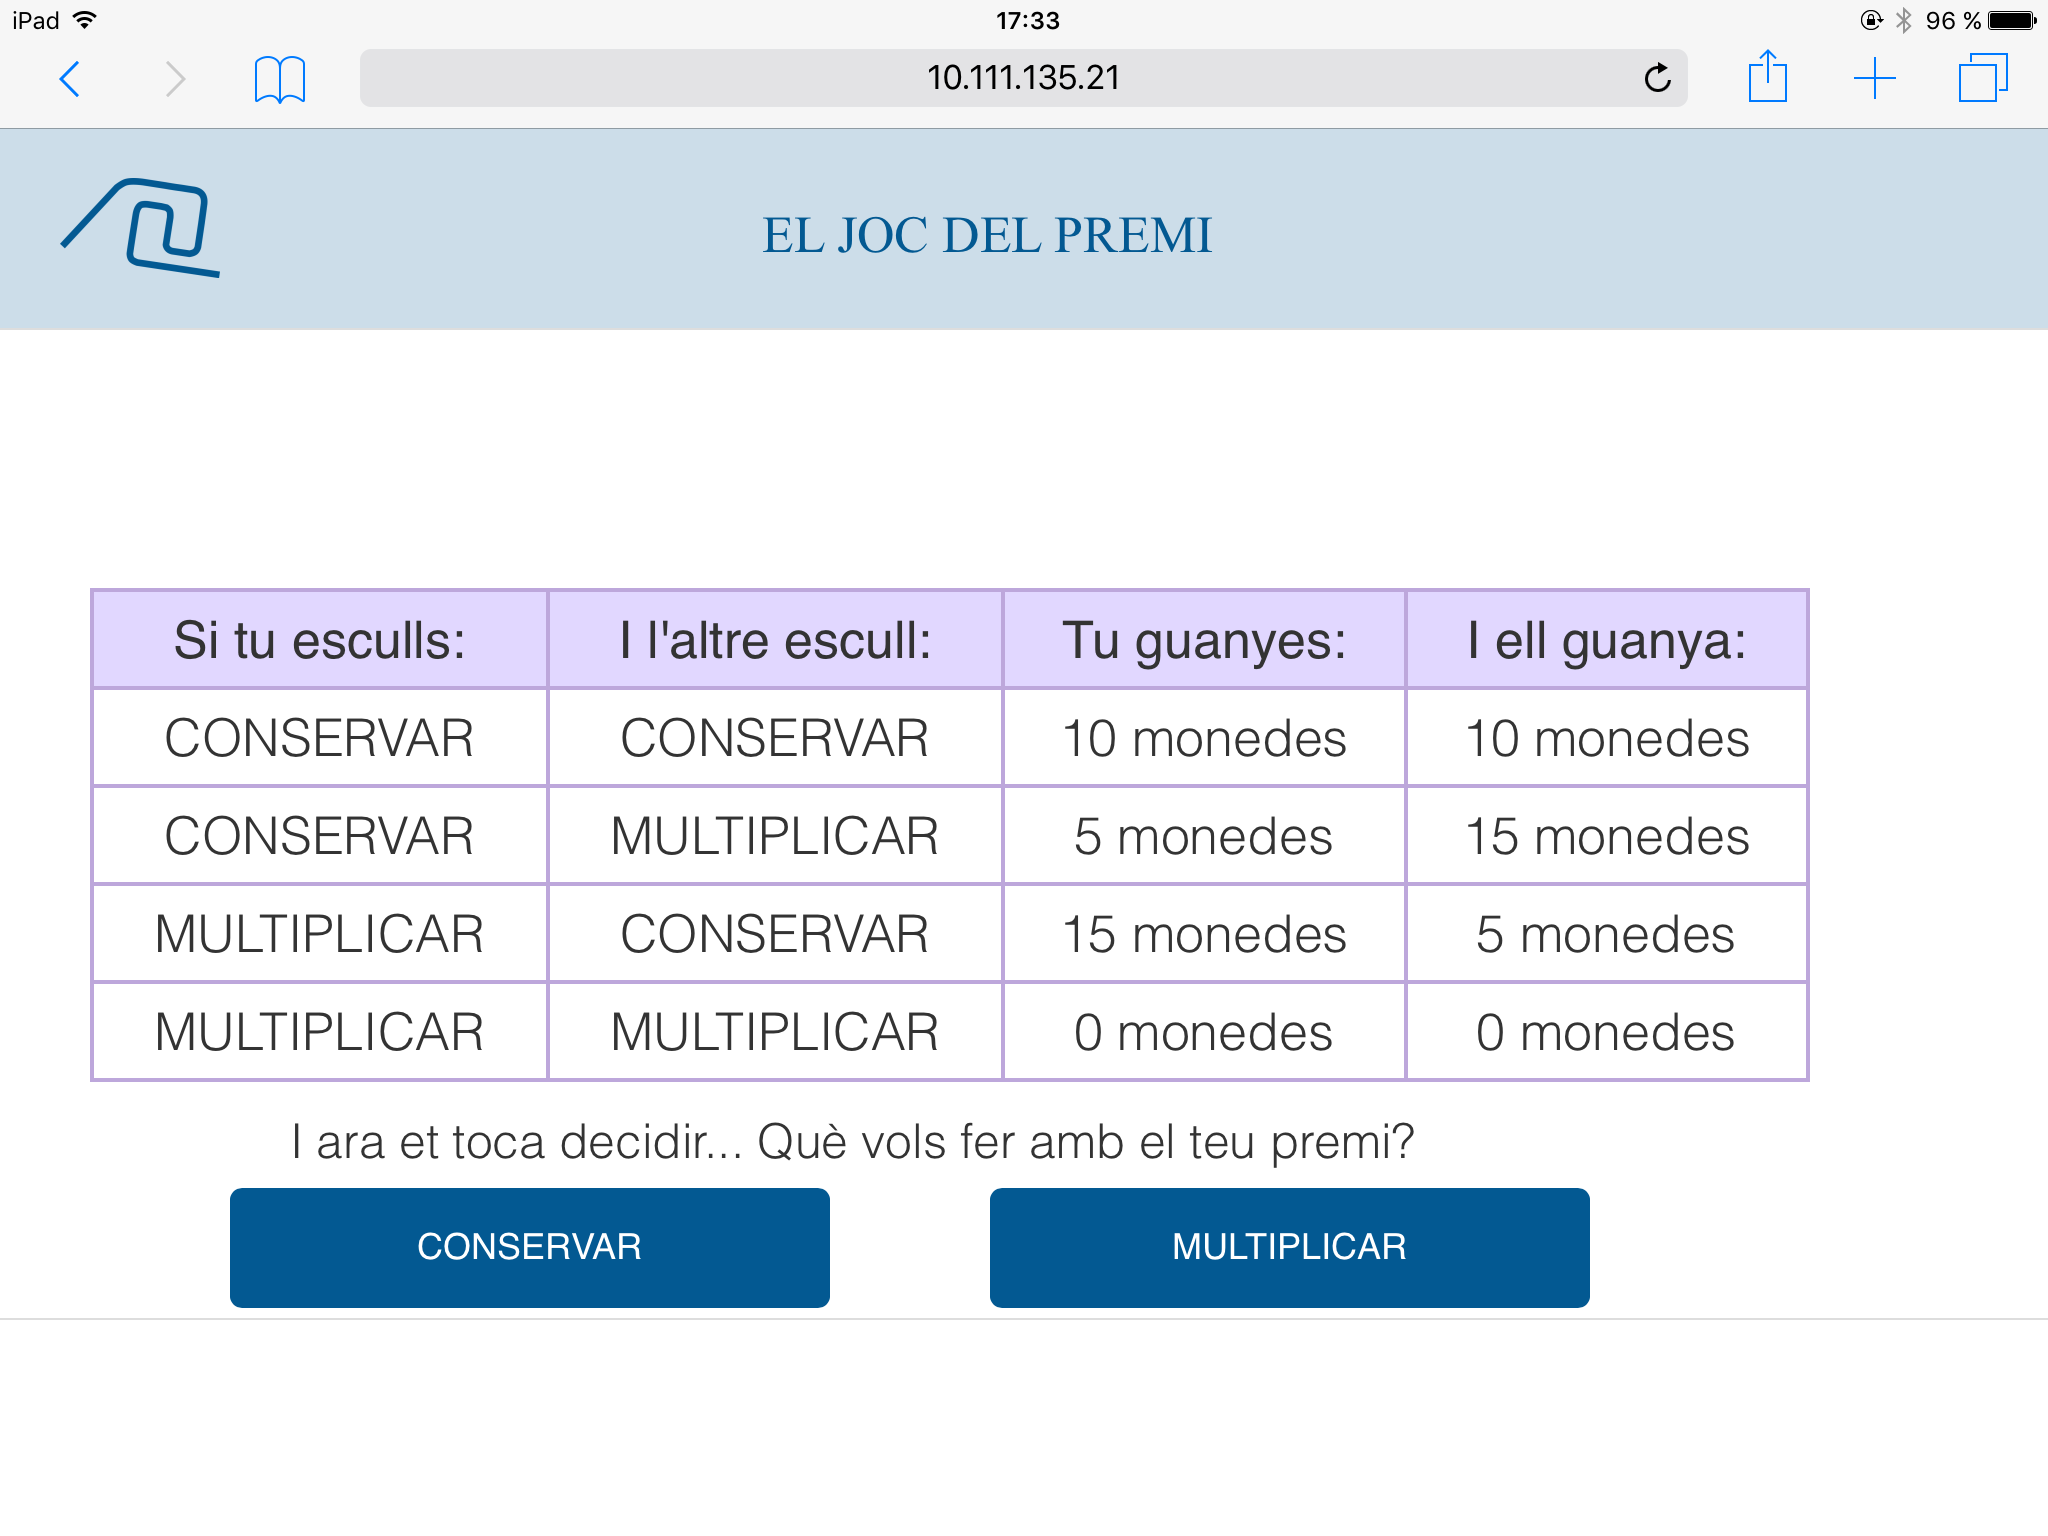 iPad 17:33 96 %
10.111.135.21
EL JOC DEL PREMI
Si tu esculls: I l'altre escull: Tu guanyes: I ell guanya:
CONSERVAR CONSERVAR 10 monedes 10 monedes
CONSERVAR MULTIPLICAR 5 monedes 15 monedes
MULTIPLICAR CONSERVAR 15 monedes 5 monedes
MULTIPLICAR MULTIPLICAR 0 monedes 0 monedes
I ara et toca decidir... Què vols fer amb el teu premi?
CONSERVAR MULTIPLICAR